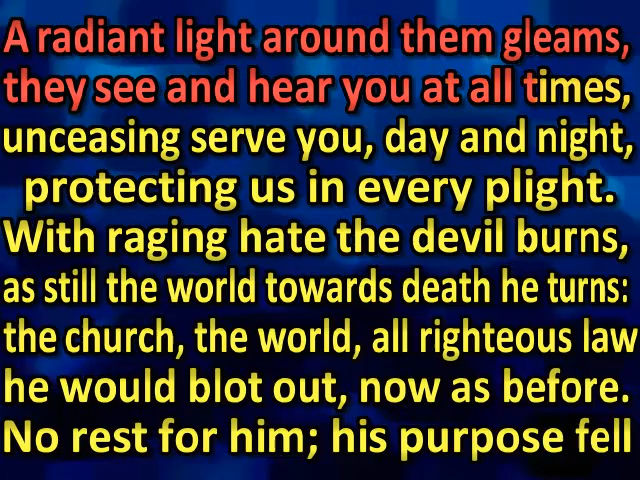 A radiant light around them gleams,
they see and hear you at all times,
unceasing serve you, day and night,
protecting us in every plight.
With raging hate the devil burns,
as still the world towards death he turns:
the church, the world, all righteous law
he would blot out, now as before.
No rest for him; his purpose fell